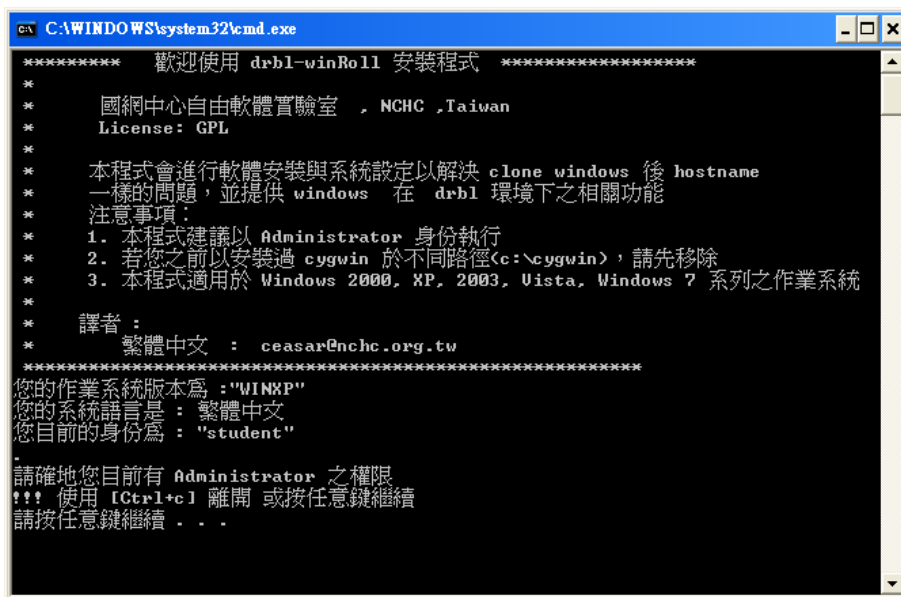 C:\WINDOWS\system32\cmd.exe
********* 歡迎使用 drbl-winRoll 安裝程式 ******************
*
* 國網中心自由軟體實驗室 , NCHC ,Taiwan
* License: GPL
*
* 本程式會進行軟體安裝與系統設定以解決 clone windows 後 hostname
* 一樣的問題，並提供 windows 在 drbl 環境下之相關功能
* 注意事項：
* 1. 本程式建議以 Administrator 身份執行
* 2. 若您之前以安裝過 cygwin 於不同路徑(c:\cygwin)，請先移除
* 3. 本程式適用於 Windows 2000, XP, 2003, Vista, Windows 7 系列之作業系統
*
* 譯者 :
* 繁體中文 : ceasar@nchc.org.tw
*********************************************************
您的作業系統版本為 :"WINXP"
您的系統語言是 : 繁體中文
您目前的身份為 : "student"
.
請確地您目前有 Administrator 之權限
!!! 使用 [Ctrl+c] 離開 或按任意鍵繼續
請按任意鍵繼續 . . .